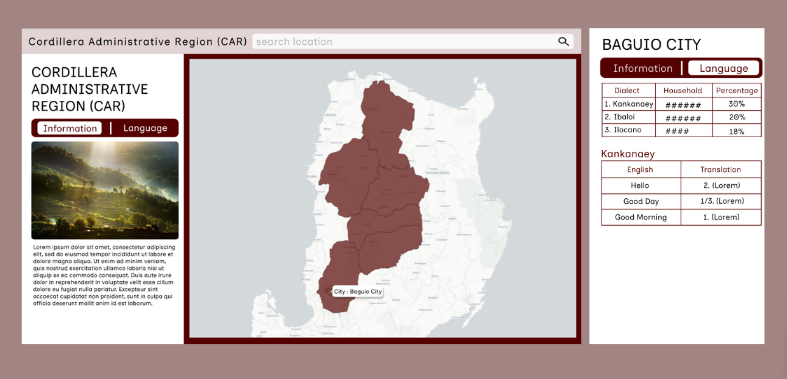 Cordillera Administrative Region (CAR)
search location
CORDILLERA
ADMINISTRATIVE
REGION (CAR)
Information | Language
Lorem ipsum dolor sit amet, consectetur adipiscing
elit, sed do eiusmod tempor incididunt ut labore et
dolore magna aliqua. Ut enim ad minim veniam,
quis nostrud exercitation ullamco laboris nisi ut
aliquip ex ea commodo consequat. Duis aute irure
dolor in reprehenderit in voluptate velit esse cillum
dolore eu fugiat nulla pariatur. Excepteur sint
occaecat cupidatat non proident, sunt in culpa qui
officia deserunt mollit anim id est laborum.
City : Baguio City
BAGUIO CITY
Information | Language
Dialect Household Percentage
1. Kankanaey ###### 30%
2. Ibaloi ###### 20%
3. Ilocano #### 18%
Kankanaey
English Translation
Hello 2. (Lorem)
Good Day 1/3. (Lorem)
Good Morning 1. (Lorem)